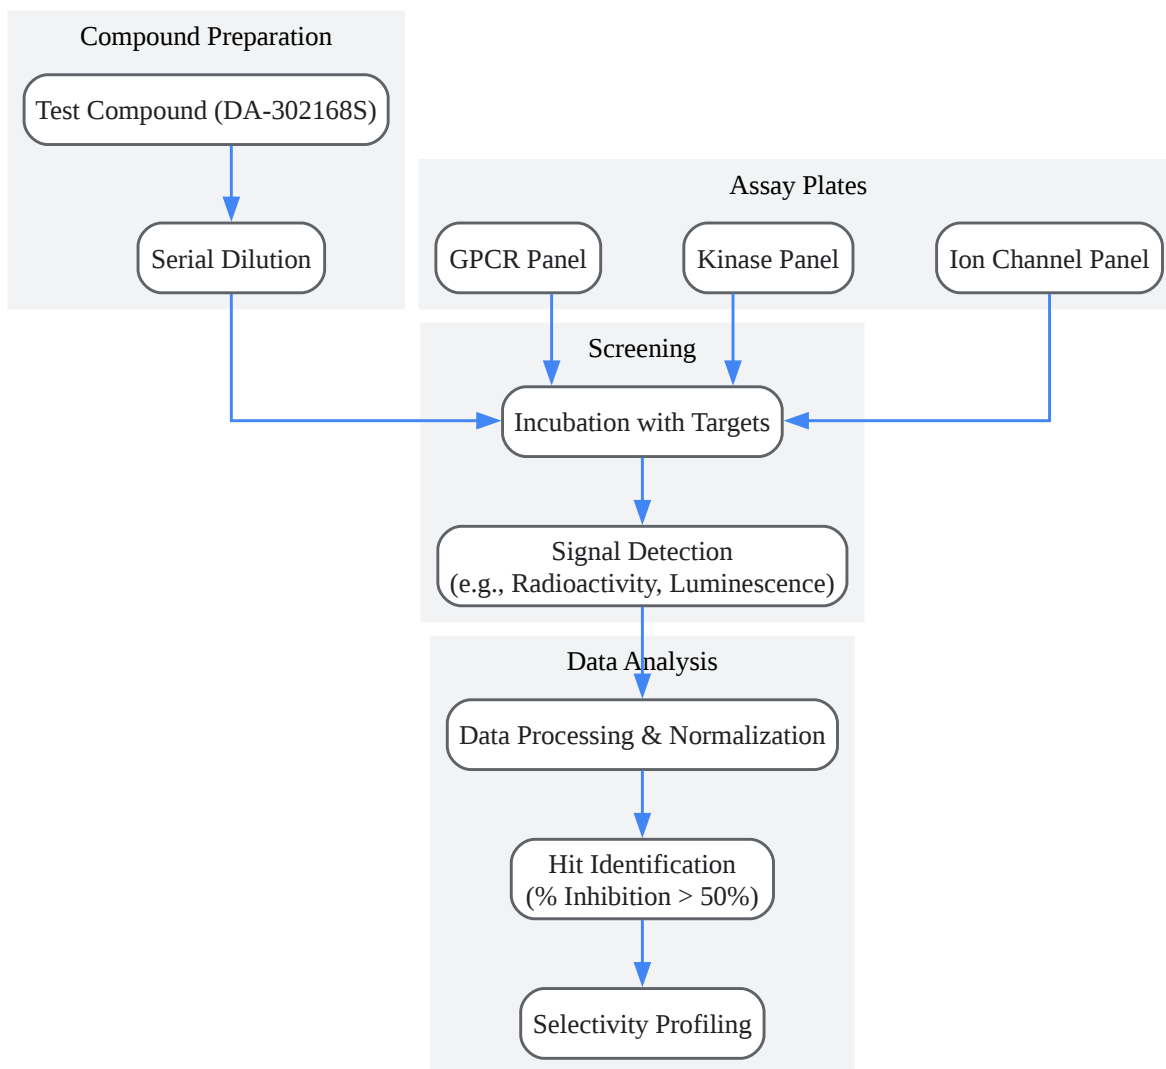 Compound Preparation
Test Compound (DA-302168S)
Serial Dilution
Assay Plates
GPCR Panel
Kinase Panel
Ion Channel Panel
Screening
Incubation with Targets
Signal Detection
(e.g., Radioactivity, Luminescence)
Data Analysis
Data Processing & Normalization
Hit Identification
(% Inhibition > 50%)
Selectivity Profiling